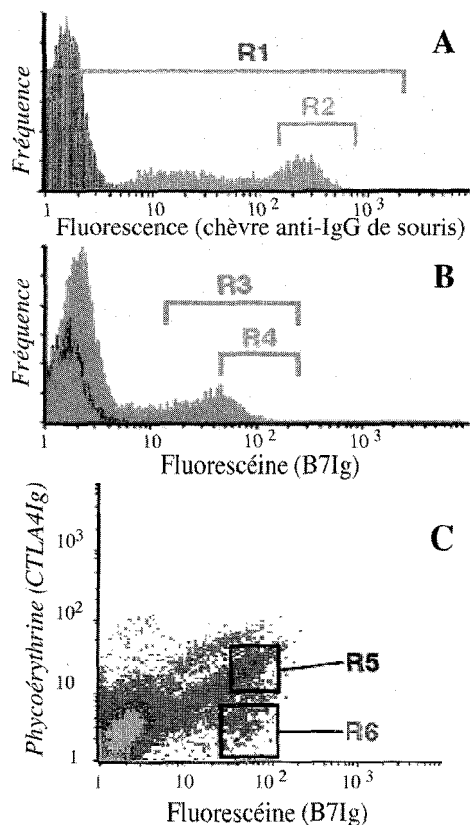 A
R1
R2
Fréquence
1 10 10² 10³
Fluorescence (chèvre anti-IgG de souris)
B
R3
R4
Fréquence
1 10 10² 10³
Fluorescéine (B7Ig)
C
Phycoérythrine (CTLA4Ig)
10³
10²
10
1
R5
R6
1 10 10² 10³
Fluorescéine (B7Ig)